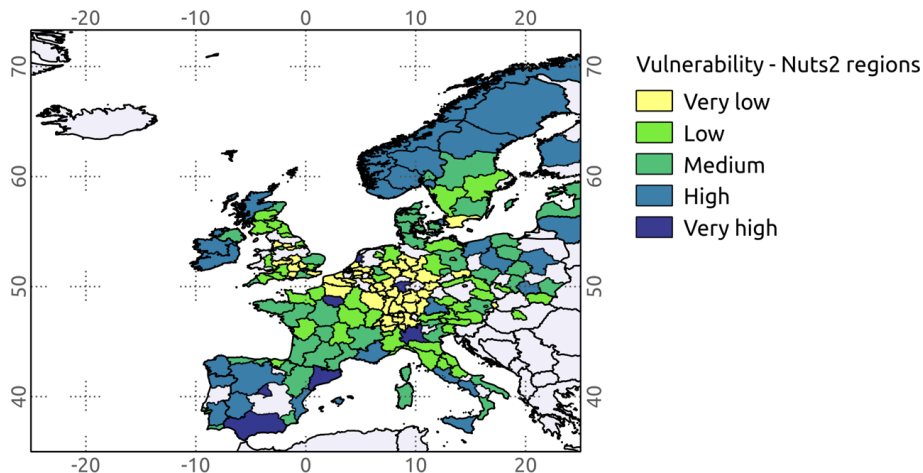 -20 -10 0 10 20
Vulnerability - Nuts2 regions
Very low
Low
Medium
High
Very high
70 70
60 60
50 50
40 40
-20 -10 0 10 20